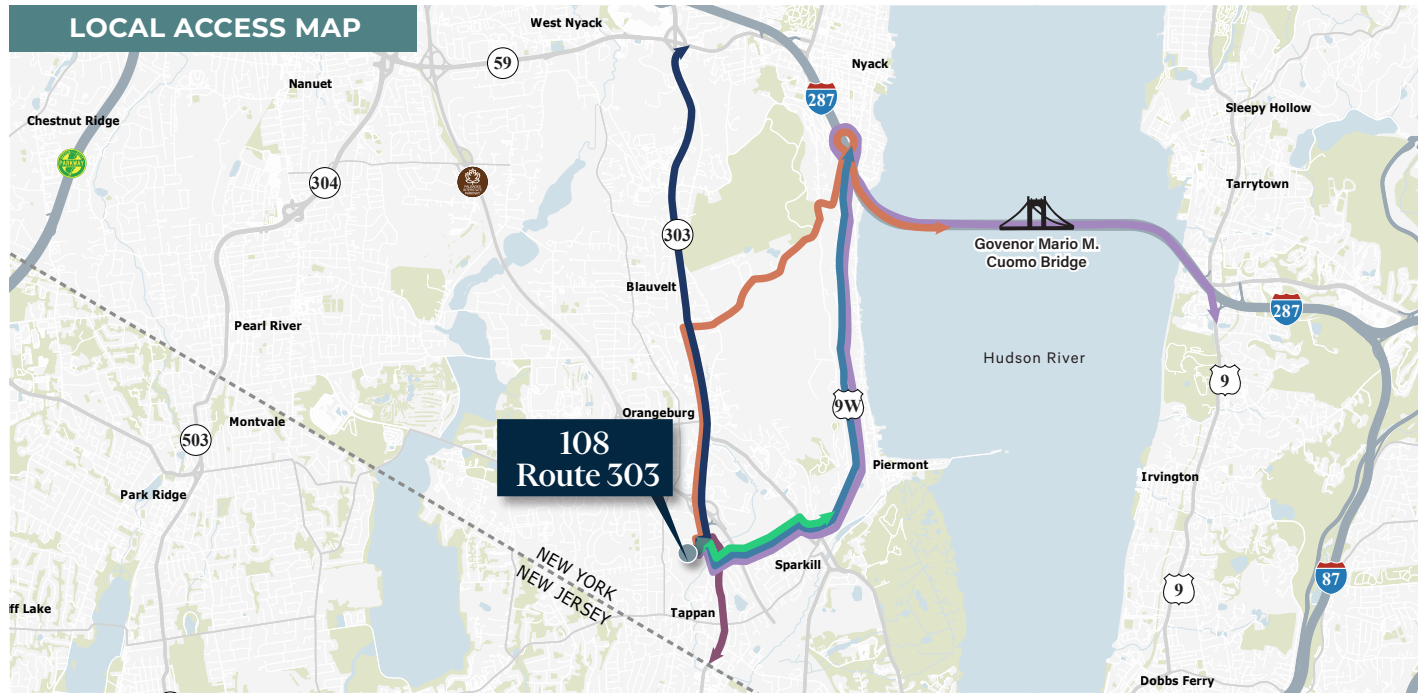 LOCAL ACCESS MAP
West Nyack
59
Nyack
Nanuet
287
Sleepy Hollow
Chestnut Ridge
PARKWAY
304
Tarrytown
303
Govenor Mario M.
Cuomo Bridge
Blauvelt
287
Pearl River
Hudson River
9
9W
Orangeburg
Montvale
503
108
Route 303
Piermont
Irvington
Park Ridge
NEW YORK
NEW JERSEY
Sparkill
87
9
ff Lake
Tappan
Dobbs Ferry